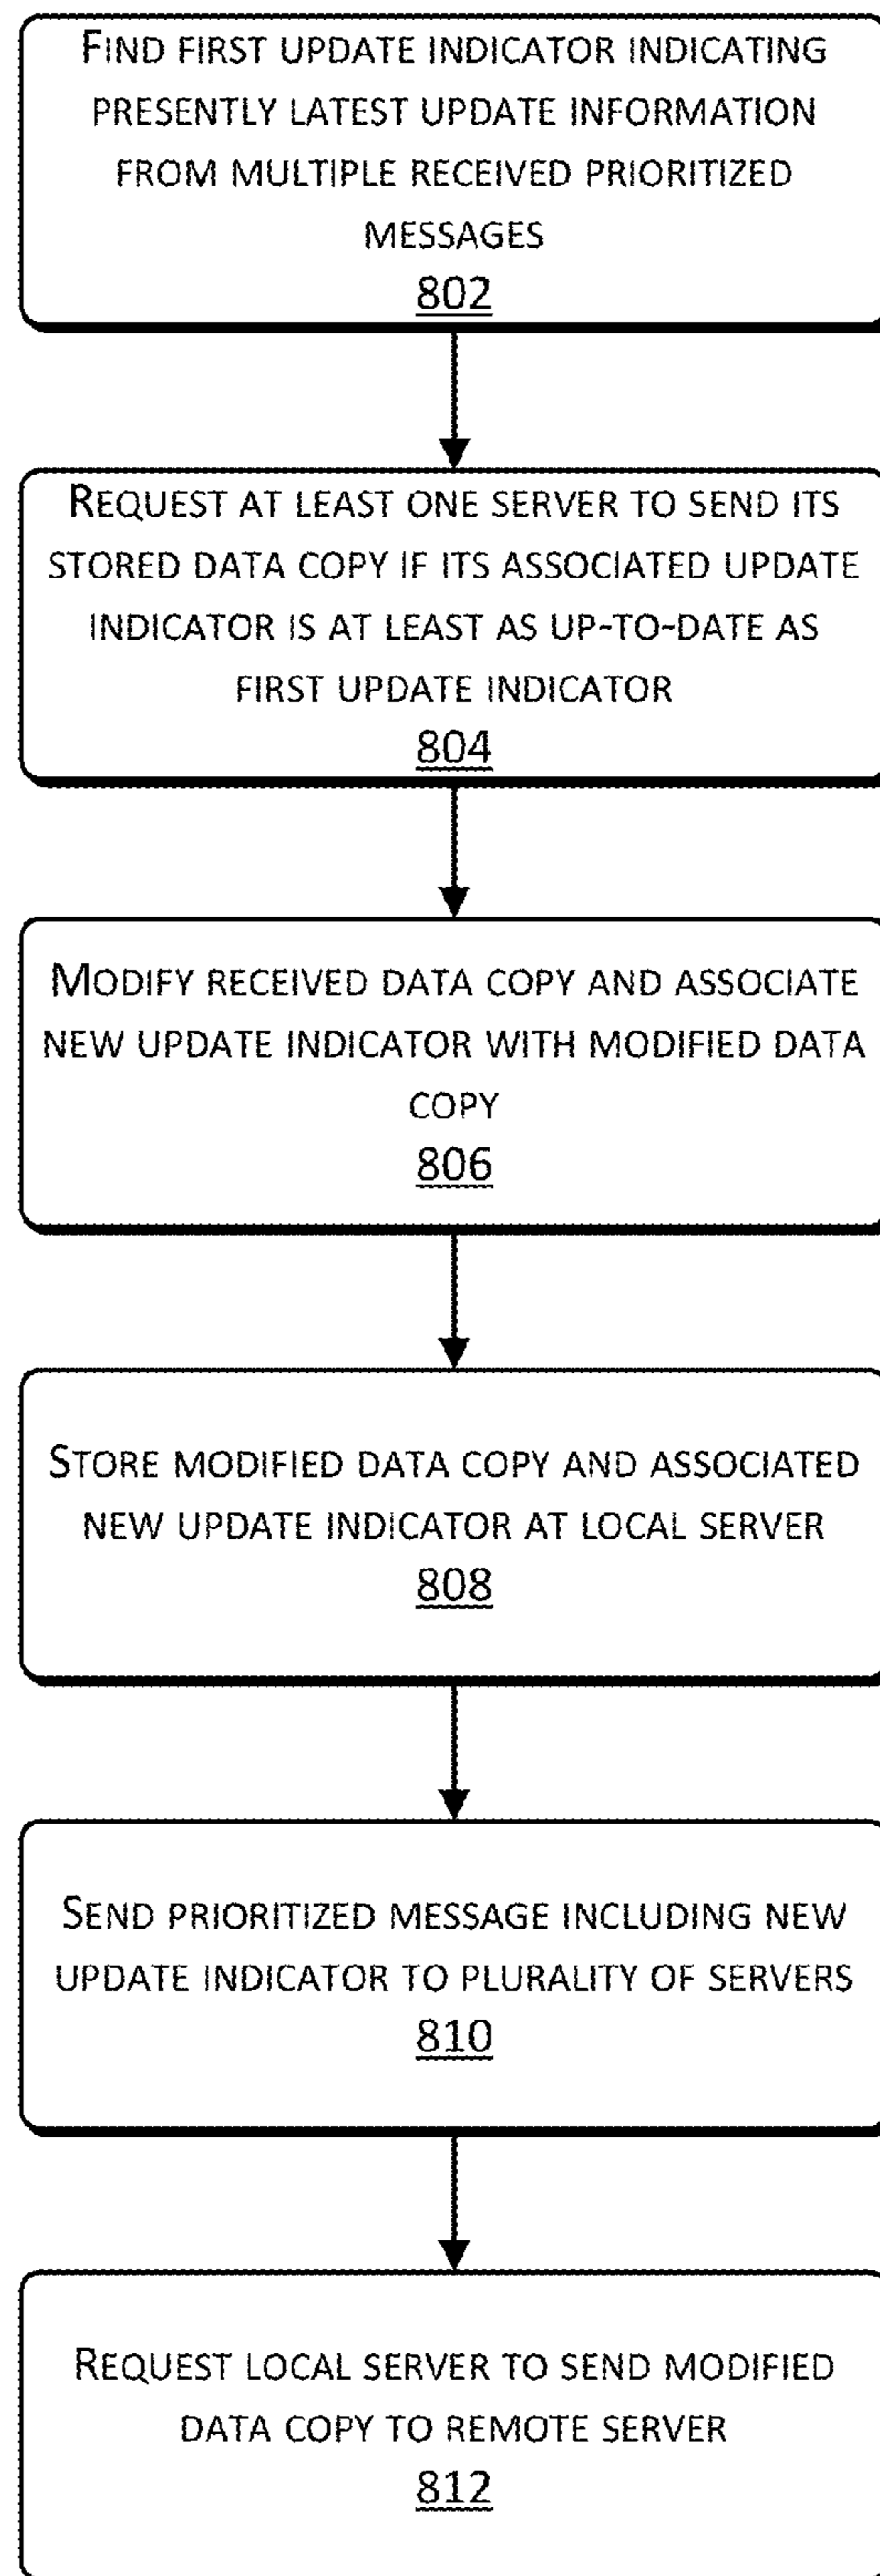 FIND FIRST UPDATE INDICATOR INDICATING
PRESENTLY LATEST UPDATE INFORMATION
FROM MULTIPLE RECEIVED PRIORITIZED
MESSAGES
802
REQUEST AT LEAST ONE SERVER TO SEND ITS
STORED DATA COPY IF ITS ASSOCIATED UPDATE
INDICATOR IS AT LEAST AS UP-TO-DATE AS
FIRST UPDATE INDICATOR
804
MODIFY RECEIVED DATA COPY AND ASSOCIATE
NEW UPDATE INDICATOR WITH MODIFIED DATA
COPY
806
STORE MODIFIED DATA COPY AND ASSOCIATED
NEW UPDATE INDICATOR AT LOCAL SERVER
808
SEND PRIORITIZED MESSAGE INCLUDING NEW
UPDATE INDICATOR TO PLURALITY OF SERVERS
810
REQUEST LOCAL SERVER TO SEND MODIFIED
DATA COPY TO REMOTE SERVER
812